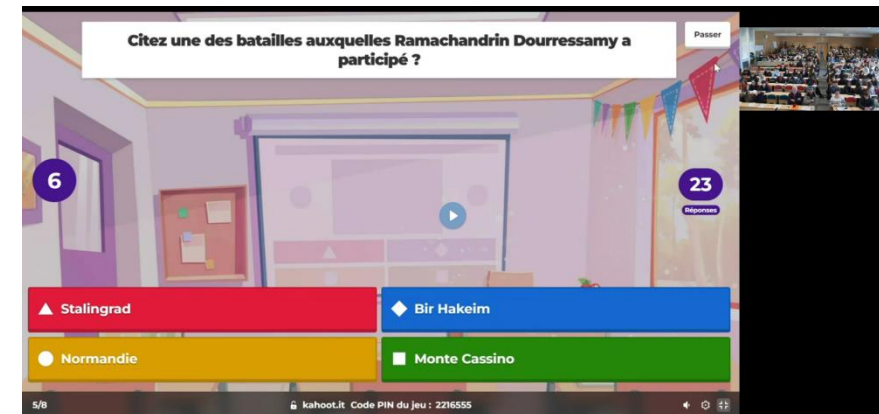 Citez une des batailles auxquelles Ramachandrin Dourressamy a
participé ?
Passer
6
23
Réponses
Stalingrad
Bir Hakeim
Normandie
Monte Cassino
5/8
kahoot.it Code PIN du jeu : 2216555